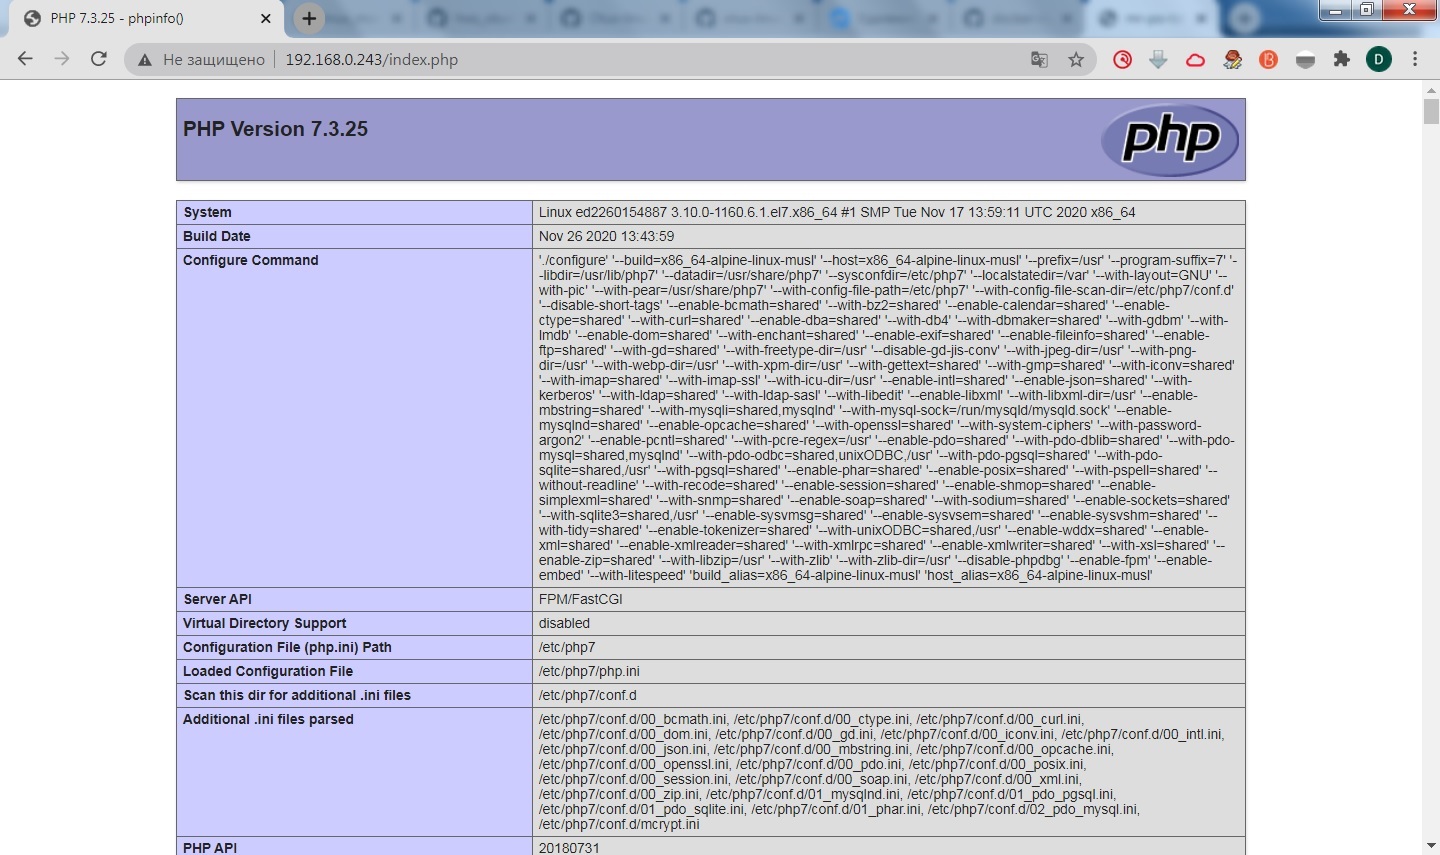 PHP 7.3.25 - phpinfo()
Не защищено
192.168.0.243/index.php
D
PHP Version 7.3.25
php
System
Linux ed2260154887 3.10.0-1160.6.1.el7.x86_64 #1 SMP Tue Nov 17 13:59:11 UTC 2020 x86_64
Build Date
Nov 26 2020 13:43:59
Configure Command
'./configure' '--build=x86_64-alpine-linux-musl' '--host=x86_64-alpine-linux-musl' '--prefix=/usr' '--program-suffix=7' '-
-libdir=/usr/lib/php7' '--datadir=/usr/share/php7' '--sysconfdir=/etc/php7' '--localstatedir=/var' '--with-layout=GNU' '--
with-pic' '--with-pear=/usr/share/php7' '--with-config-file-path=/etc/php7' '--with-config-file-scan-dir=/etc/php7/conf.d'
'--disable-short-tags' '--enable-bcmath=shared' '--with-bz2=shared' '--enable-calendar=shared' '--enable-
ctype=shared' '--with-curl=shared' '--enable-dba=shared' '--with-db4' '--with-dbmaker=shared' '--with-gdbm' '--with-
lmdb' '--enable-dom=shared' '--with-enchant=shared' '--enable-exif=shared' '--enable-fileinfo=shared' '--enable-
ftp=shared' '--with-gd=shared' '--with-freetype-dir=/usr' '--disable-gd-jis-conv' '--with-jpeg-dir=/usr' '--with-png-
dir=/usr' '--with-webp-dir=/usr' '--with-xpm-dir=/usr' '--with-gettext=shared' '--with-gmp=shared' '--with-iconv=shared'
'--with-imap=shared' '--with-imap-ssl' '--with-icu-dir=/usr' '--enable-intl=shared' '--enable-json=shared' '--with-
kerberos' '--with-ldap=shared' '--with-ldap-sasl' '--with-libedit' '--enable-libxml' '--with-libxml-dir=/usr' '--enable-
mbstring=shared' '--with-mysqli=shared,mysqlnd' '--with-mysql-sock=/run/mysqld/mysqld.sock' '--enable-
mysqlnd=shared' '--enable-opcache=shared' '--with-openssl=shared' '--with-system-ciphers' '--with-password-
argon2' '--enable-pcntl=shared' '--with-pcre-regex=/usr' '--enable-pdo=shared' '--with-pdo-dblib=shared' '--with-pdo-
mysql=shared,mysqlnd' '--with-pdo-odbc=shared,unixODBC,/usr' '--with-pdo-pgsql=shared' '--with-pdo-
sqlite=shared,/usr' '--with-pgsql=shared' '--enable-phar=shared' '--enable-posix=shared' '--with-pspell=shared' '--
without-readline' '--with-recode=shared' '--enable-session=shared' '--enable-shmop=shared' '--enable-
simplexml=shared' '--with-snmp=shared' '--enable-soap=shared' '--with-sodium=shared' '--enable-sockets=shared'
'--with-sqlite3=shared,/usr' '--enable-sysvmsg=shared' '--enable-sysvsem=shared' '--enable-sysvshm=shared' '--
with-tidy=shared' '--enable-tokenizer=shared' '--with-unixODBC=shared,/usr' '--enable-wddx=shared' '--enable-
xml=shared' '--enable-xmlreader=shared' '--with-xmlrpc=shared' '--enable-xmlwriter=shared' '--with-xsl=shared' '--
enable-zip=shared' '--with-libzip=/usr' '--with-zlib' '--with-zlib-dir=/usr' '--disable-phpdbg' '--enable-fpm' '--enable-
embed' '--with-litespeed' 'build_alias=x86_64-alpine-linux-musl' 'host_alias=x86_64-alpine-linux-musl'
Server API
FPM/FastCGI
Virtual Directory Support
disabled
Configuration File (php.ini) Path
/etc/php7
Loaded Configuration File
/etc/php7/php.ini
Scan this dir for additional .ini files
/etc/php7/conf.d
Additional .ini files parsed
/etc/php7/conf.d/00_bcmath.ini, /etc/php7/conf.d/00_ctype.ini, /etc/php7/conf.d/00_curl.ini,
/etc/php7/conf.d/00_dom.ini, /etc/php7/conf.d/00_gd.ini, /etc/php7/conf.d/00_iconv.ini, /etc/php7/conf.d/00_intl.ini,
/etc/php7/conf.d/00_json.ini, /etc/php7/conf.d/00_mbstring.ini, /etc/php7/conf.d/00_opcache.ini,
/etc/php7/conf.d/00_openssl.ini, /etc/php7/conf.d/00_pdo.ini, /etc/php7/conf.d/00_posix.ini,
/etc/php7/conf.d/00_session.ini, /etc/php7/conf.d/00_soap.ini, /etc/php7/conf.d/00_xml.ini,
/etc/php7/conf.d/00_zip.ini, /etc/php7/conf.d/01_mysqlnd.ini, /etc/php7/conf.d/01_pdo_pgsql.ini,
/etc/php7/conf.d/01_pdo_sqlite.ini, /etc/php7/conf.d/01_phar.ini, /etc/php7/conf.d/02_pdo_mysql.ini,
/etc/php7/conf.d/mcrypt.ini
PHP API
20180731